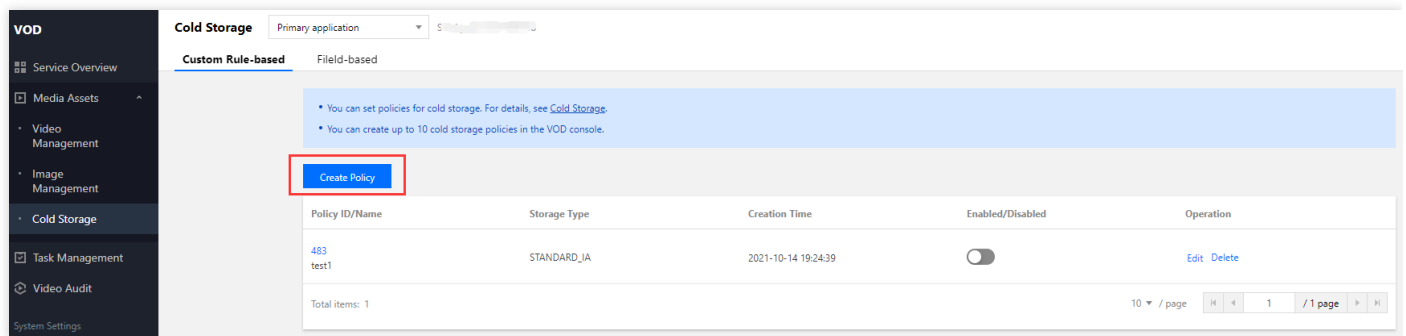 VOD
Cold Storage
Primary application
Custom Rule-based
FileId-based
Service Overview
Media Assets
Video
Management
Image
Management
Cold Storage
Task Management
Video Audit
System Settings
• You can set policies for cold storage. For details, see Cold Storage.
• You can create up to 10 cold storage policies in the VOD console.
Create Policy
Policy ID/Name Storage Type Creation Time Enabled/Disabled Operation
483
test1
STANDARD_IA 2021-10-14 19:24:39 Edit Delete
Total items: 1 10 / page 1 / 1 page